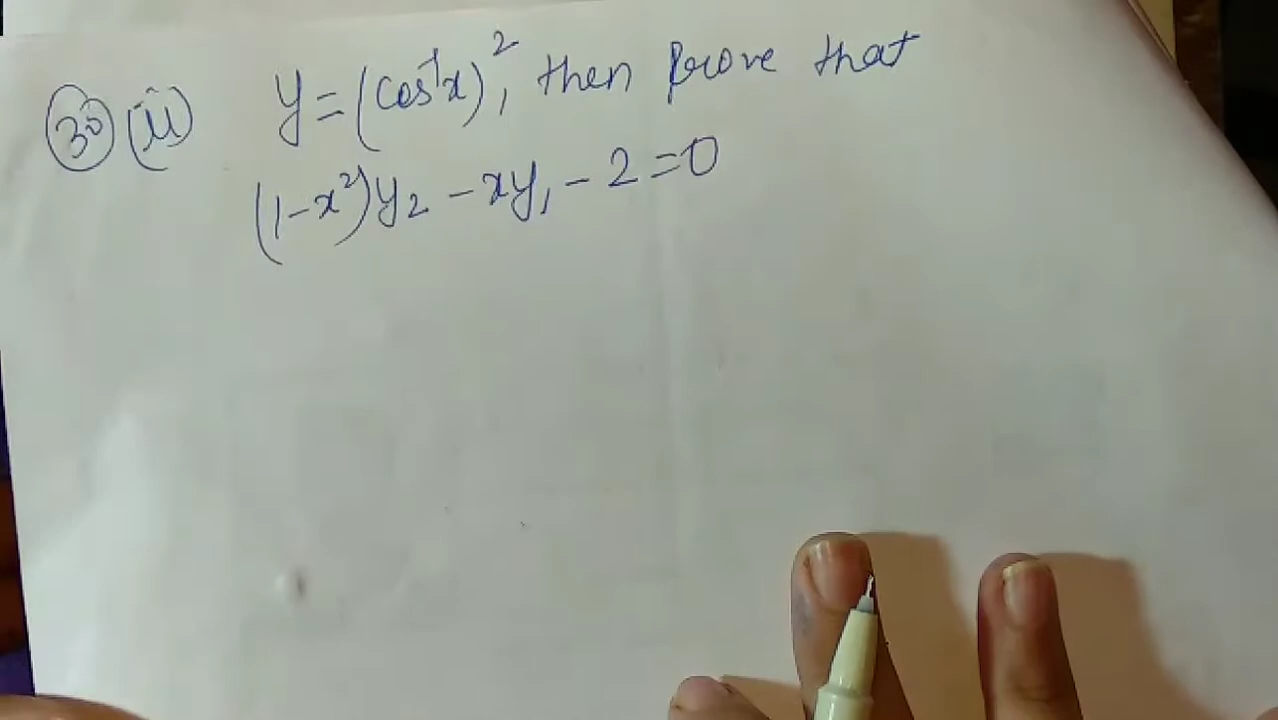 30 (ii) y = (cos⁻¹x)², then prove that
(1-x²)y₂ - xy₁ - 2 = 0